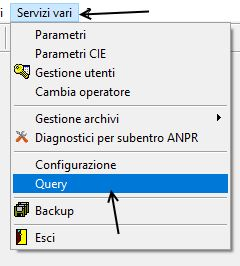 Servizi vari
Parametri
Parametri CIE
Gestione utenti
Cambia operatore
Gestione archivi
Diagnostici per subentro ANPR
Configurazione
Query
Backup
Esci